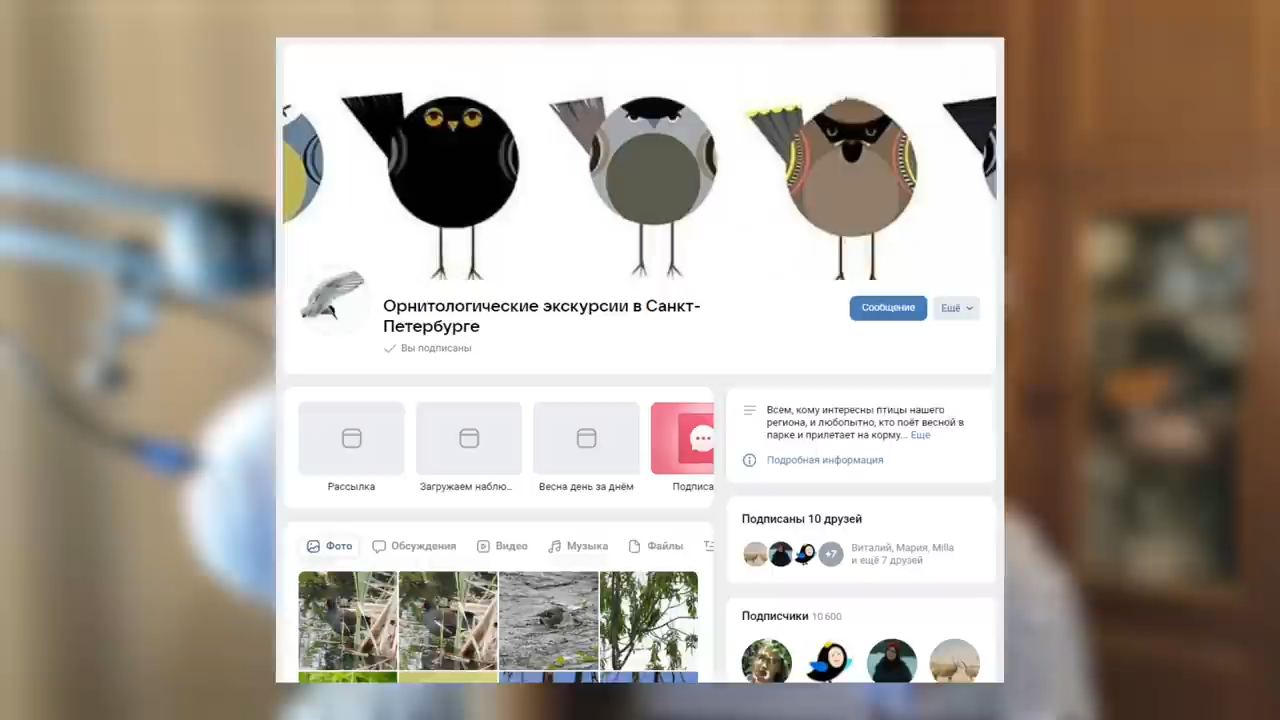 Орнитологические экскурсии в Санкт-
Петербурге
Вы подписаны
Сообщение
Ещё
Рассылка
Загружаем наблю...
Весна день за днём
Подписа
Всем, кому интересны птицы нашего
региона, и любопытно, кто поёт весной в
парке и прилетает на корму... Еще
Подробная информация
Подписаны 10 друзей
+7
Виталий, Мария, Milla
и ещё 7 друзей
Фото
Обсуждения
Видео
Музыка
Файлы
Подписчики 10 600